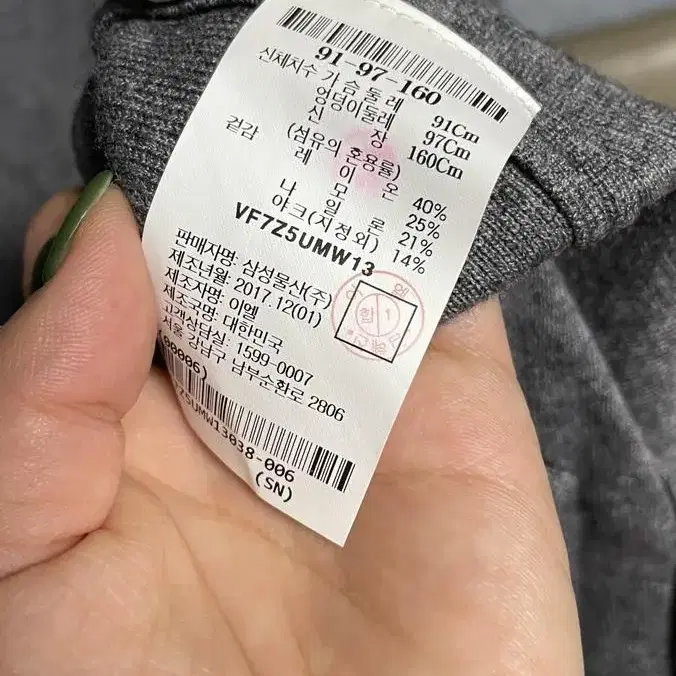 91-97-160
신체치수 가슴둘레 91Cm
엉덩이둘레 97Cm
신 장 160Cm
겉감 (섬유의 혼용률)
레 이 온 40%
모 25%
나 일 론 21%
야크(지정외) 14%
VF7Z5UMW13
판매자명: 삼성물산(주)
제조년월: 2017.12(01)
제조자명: 이엘
제조국명: 대한민국
고객상담실: 1599-0007
서울 강남구 남부순환로 2806
합 1
7Z5UMW13038-006
(SN)